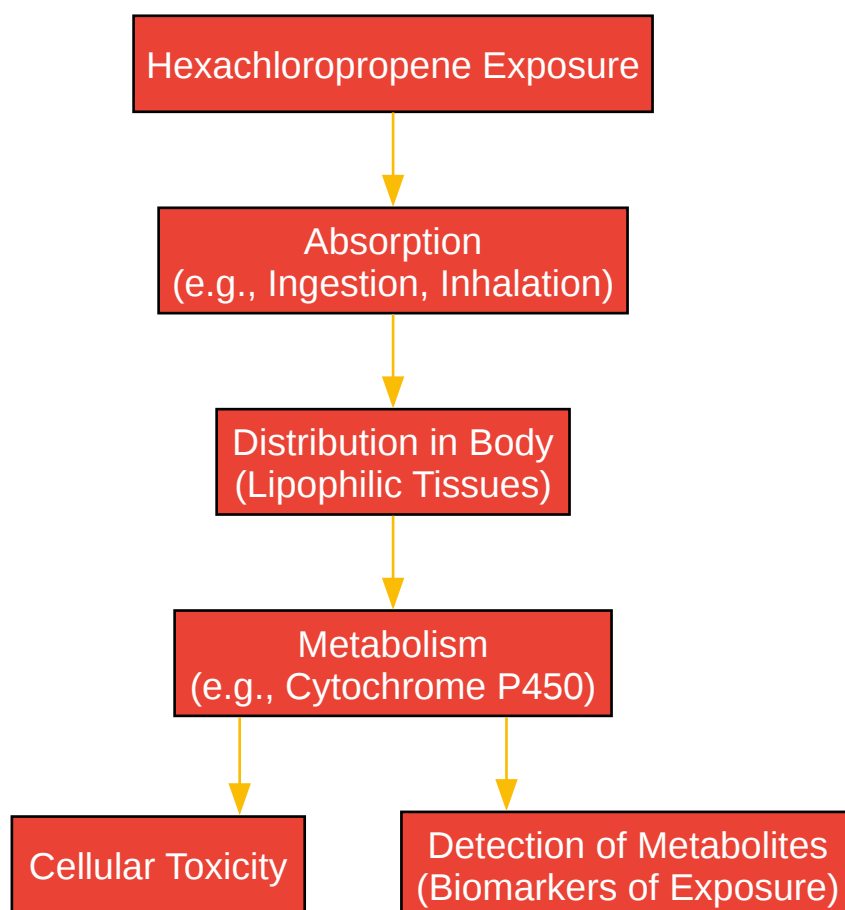 Hexachloropropene Exposure
Absorption
(e.g., Ingestion, Inhalation)
Distribution in Body
(Lipophilic Tissues)
Metabolism
(e.g., Cytochrome P450)
Cellular Toxicity
Detection of Metabolites
(Biomarkers of Exposure)